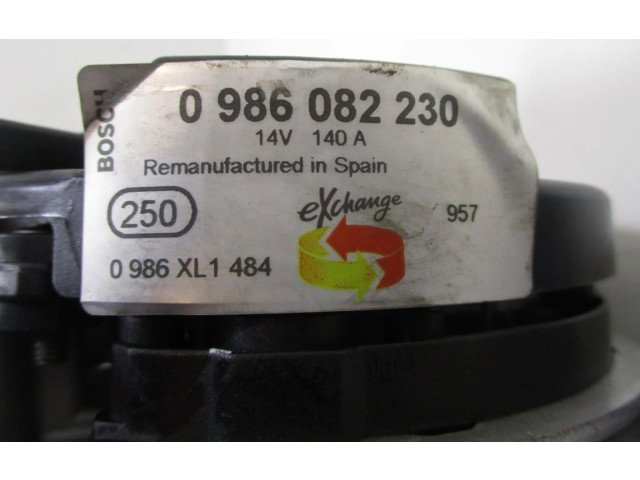 BOSCH
0 986 082 230
14V 140 A
Remanufactured in Spain
250
eXchange
957
0 986 XL1 484